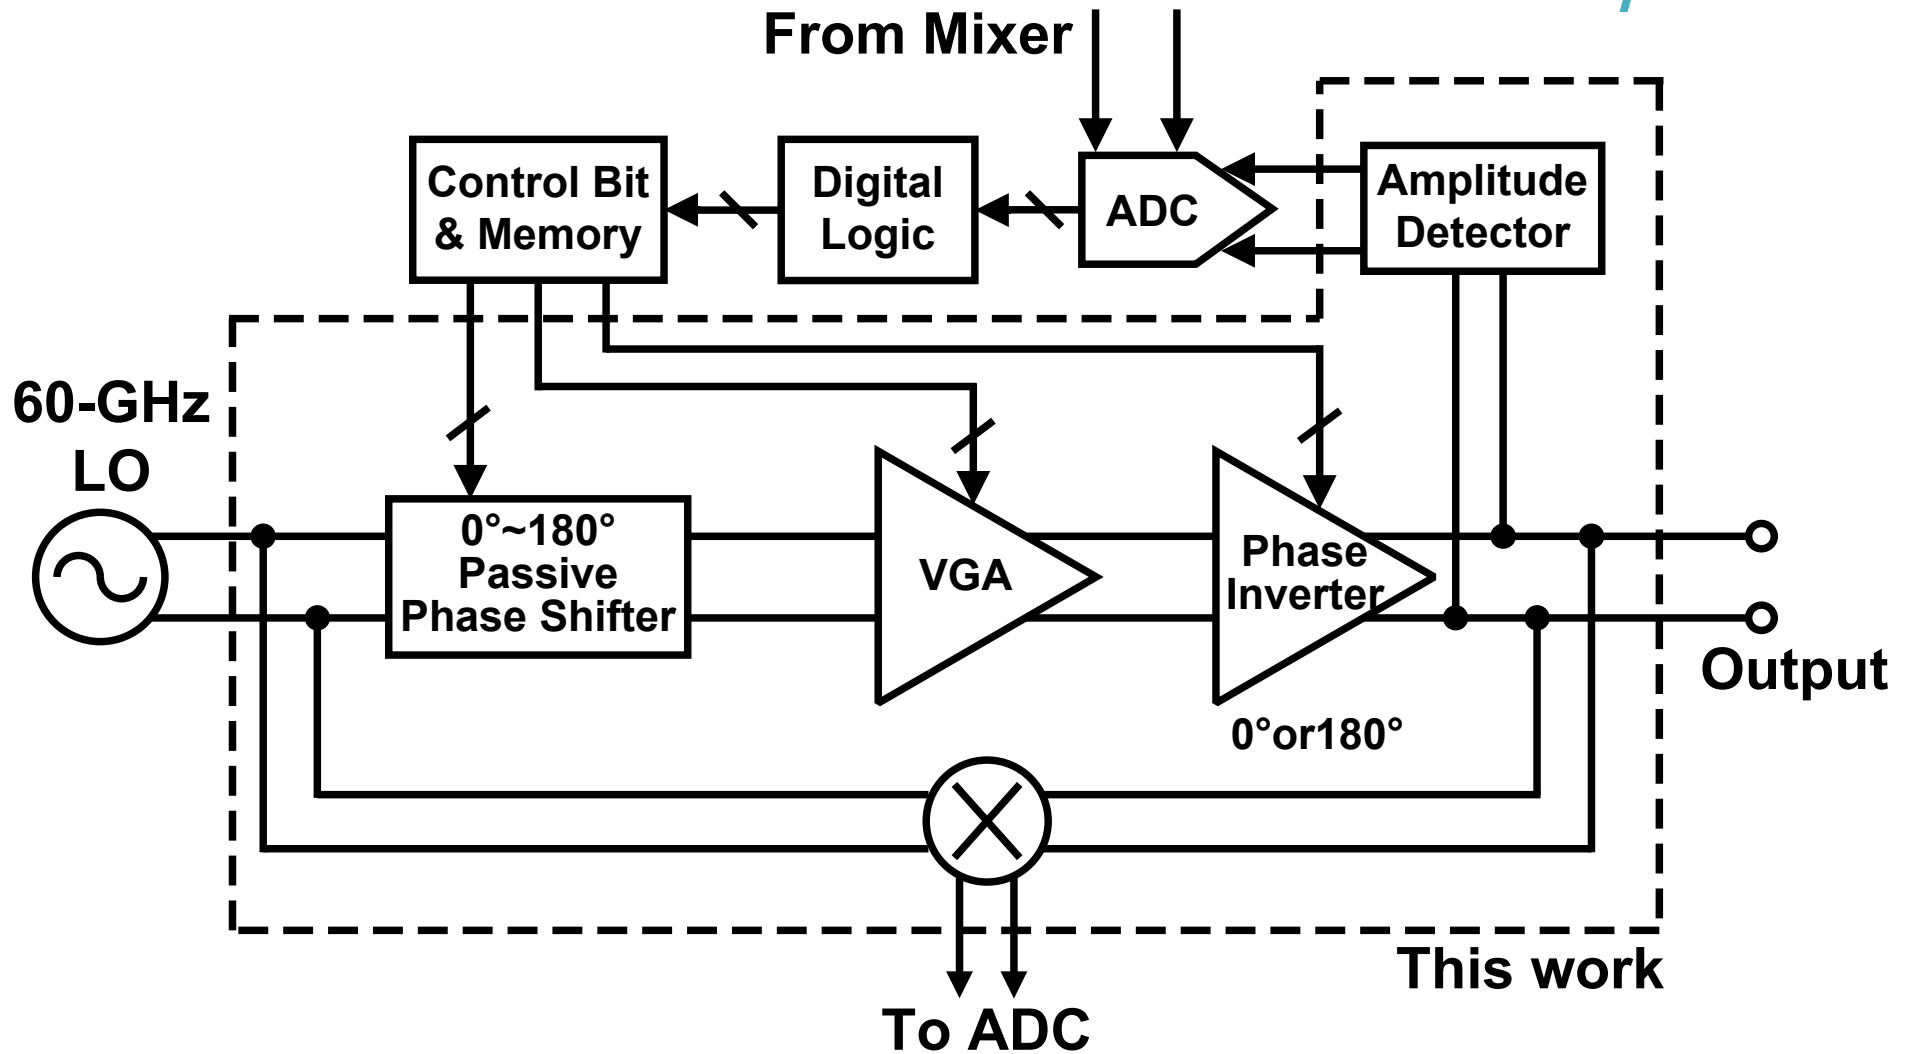 From Mixer
Control Bit
& Memory
Digital
Logic
ADC
Amplitude
Detector
60-GHz
LO
0°~180°
Passive
Phase Shifter
VGA
Phase
Inverter
0°or180°
Output
This work
To ADC